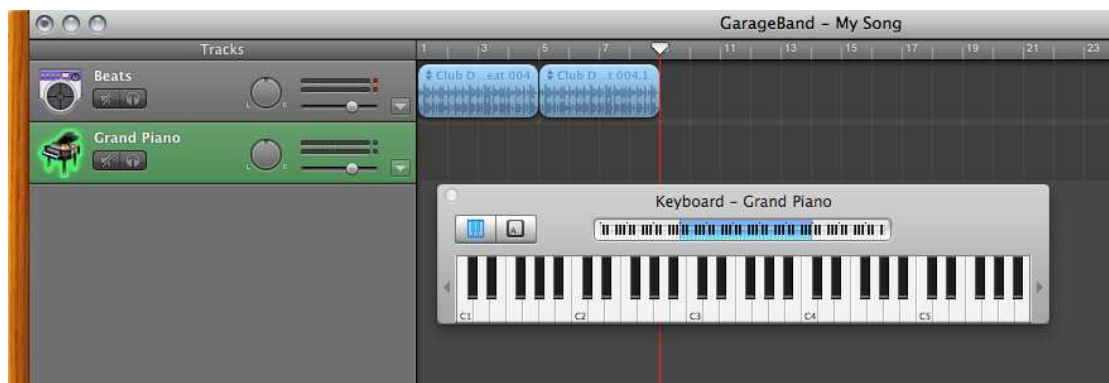 GarageBand – My Song
Tracks
1 3 5 7 11 13 15 17 19 21 23
Beats
L R
Club D...eat 004
Club D...t 004.1
Grand Piano
L R
Keyboard – Grand Piano
A
C1 C2 C3 C4 C5